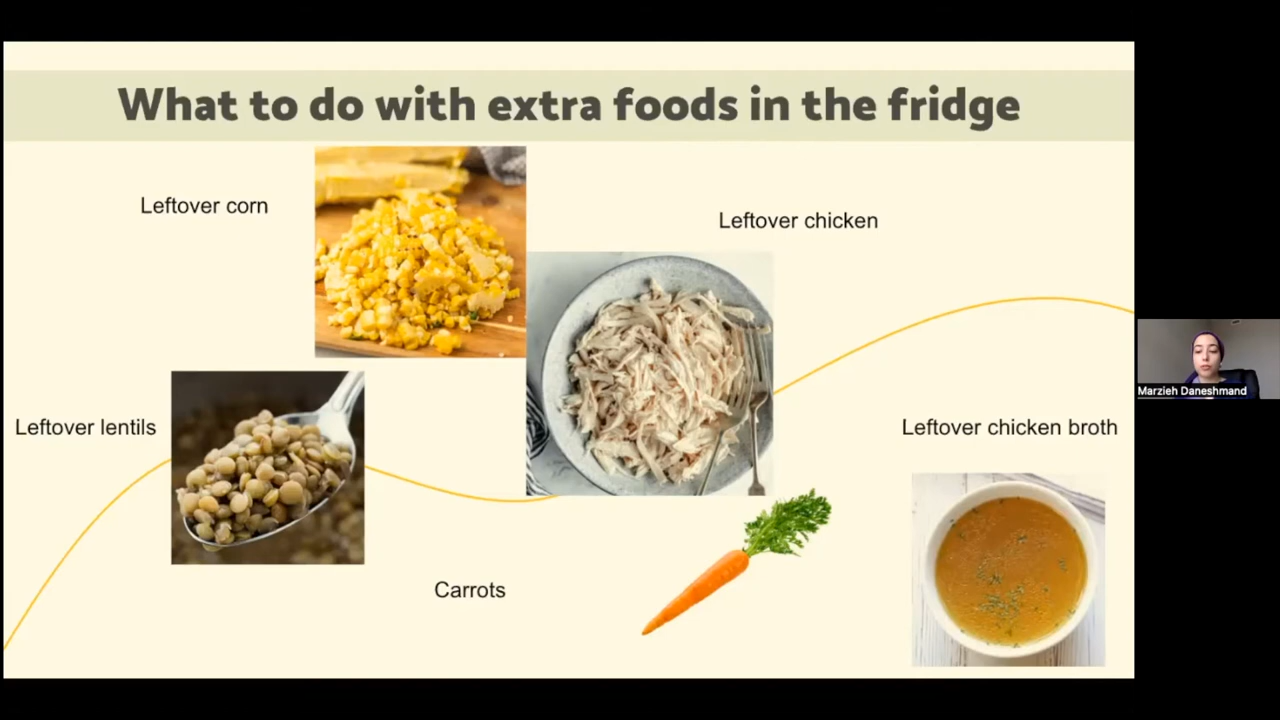 What to do with extra foods in the fridge
Leftover corn
Leftover chicken
Leftover lentils
Leftover chicken broth
Carrots
Marzieh Daneshmand